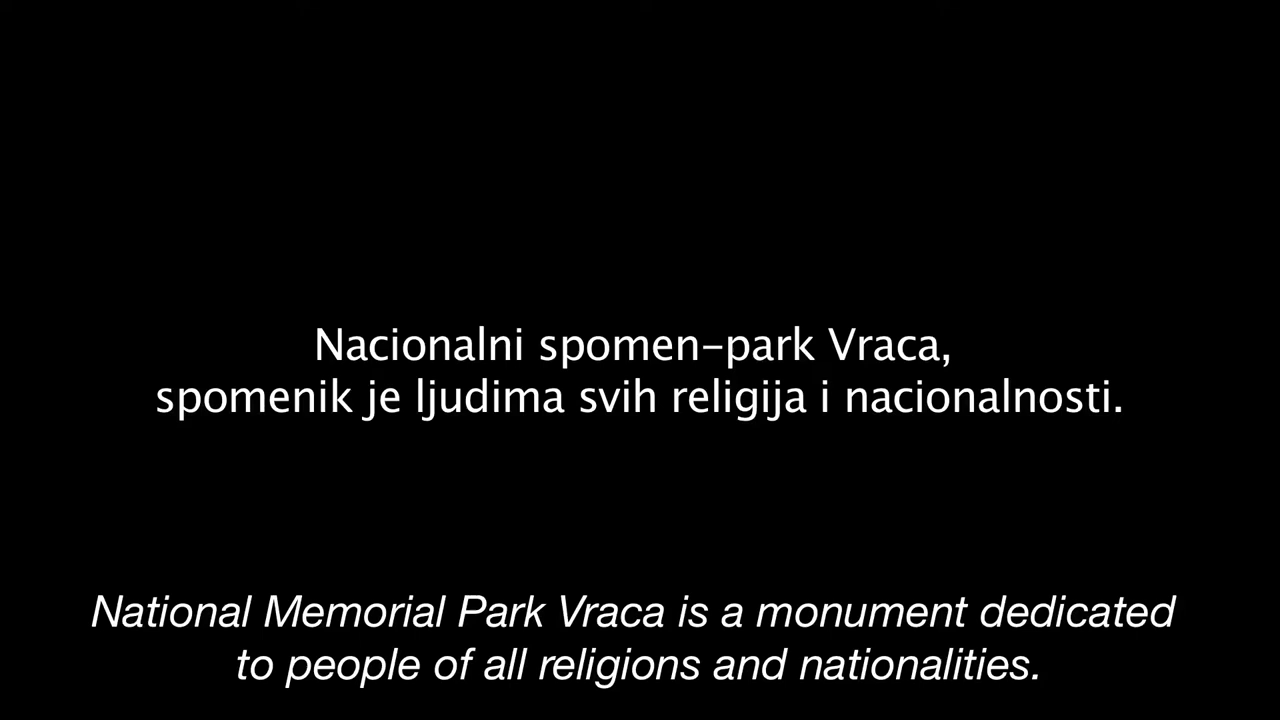 Nacionalni spomen-park Vraca,
spomenik je ljudima svih religija i nacionalnosti.
National Memorial Park Vraca is a monument dedicated
to people of all religions and nationalities.